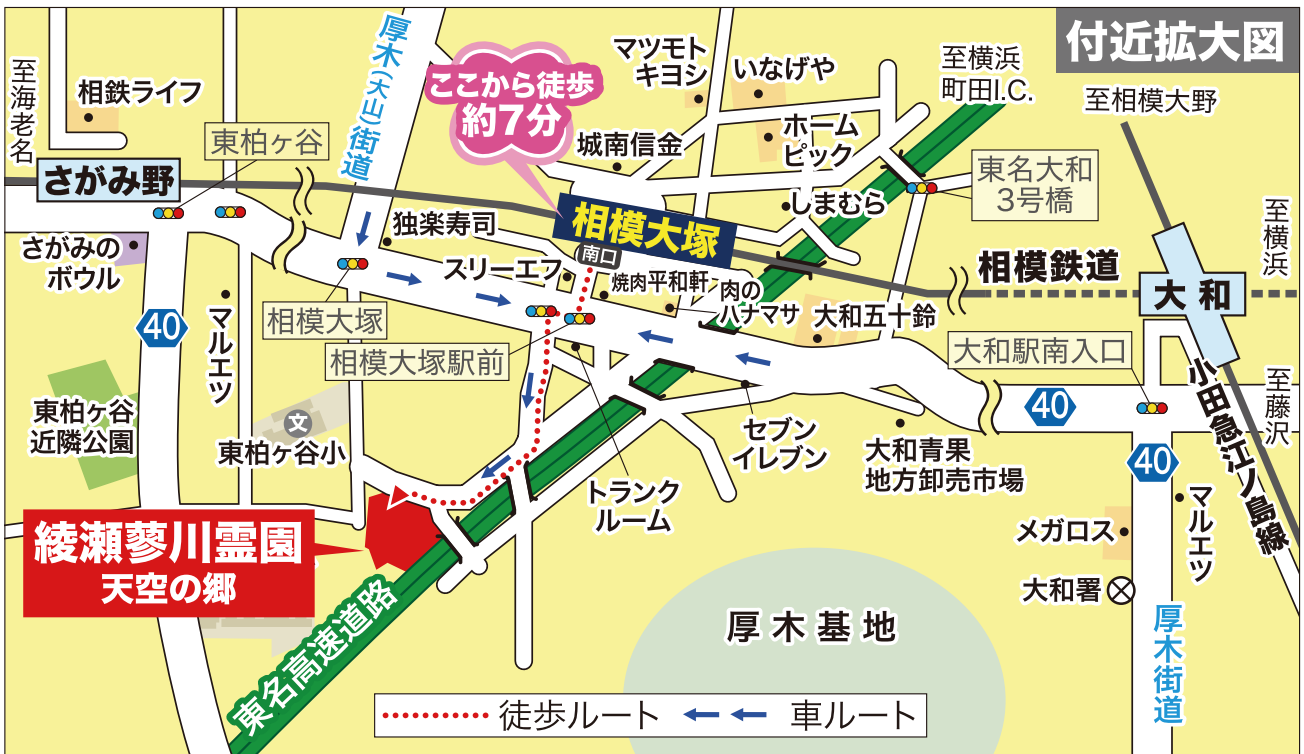 付近拡大図
至海老名
相鉄ライフ
東柏ヶ谷
さがみ野
さがみの
ボウル
厚木(大山)街道
ここから徒歩
約7分
マツモト
キヨシ
いなげや
城南信金
ホーム
ピック
しまむら
至横浜
町田I.C.
至相模大野
東名大和
3号橋
独楽寿司
相模大塚
南口
スリーエフ
焼肉平和軒
肉の
ハナマサ
大和五十鈴
相模鉄道
大和
至横浜
40
マルエツ
相模大塚
相模大塚駅前
大和駅南入口
小田急江ノ島線
至藤沢
東柏ヶ谷
近隣公園
文
東柏ヶ谷小
トランク
ルーム
セブン
イレブン
大和青果
地方卸売市場
40
40
マルエツ
メガロス
大和署
厚木街道
綾瀬蓼川霊園
天空の郷
東名高速道路
厚木基地
徒歩ルート
車ルート